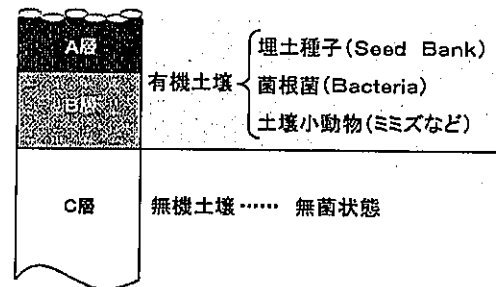 A層
埋土種子(Seed Bank)
有機土壌
B層
菌根菌(Bacteria)
土壌小動物(ミミズなど)
C層
無機土壌…… 無菌状態